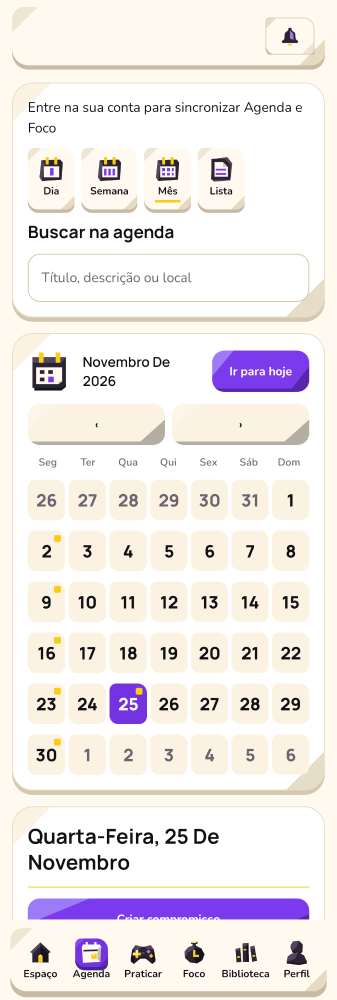 Entre na sua conta para sincronizar Agenda e
Foco
Dia Semana Mês Lista
Buscar na agenda
Título, descrição ou local
Novembro De
2026
Ir para hoje
‹ ›
Seg Ter Qua Qui Sex Sáb Dom
26 27 28 29 30 31 1
2 3 4 5 6 7 8
9 10 11 12 13 14 15
16 17 18 19 20 21 22
23 24 25 26 27 28 29
30 1 2 3 4 5 6
Quarta-Feira, 25 De
Novembro
Criar compromisso
Espaço Agenda Praticar Foco Biblioteca Perfil